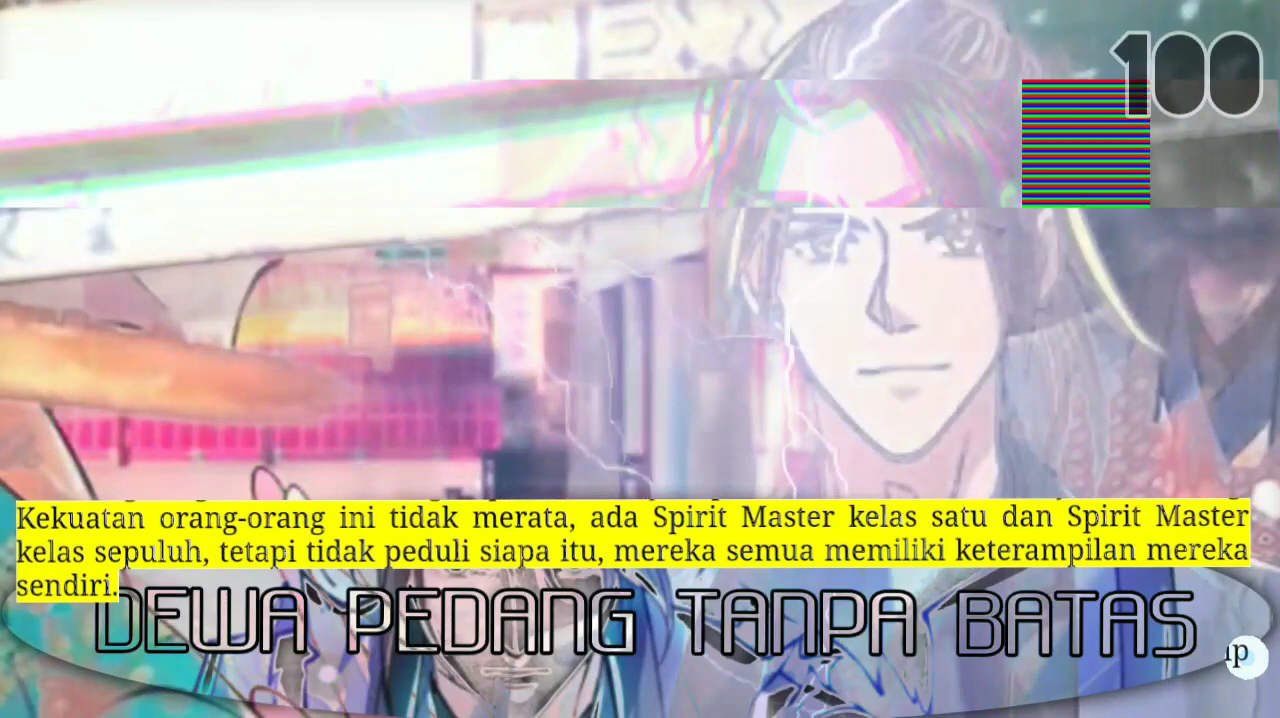 100
Kekuatan orang-orang ini tidak merata, ada Spirit Master kelas satu dan Spirit Master
kelas sepuluh, tetapi tidak peduli siapa itu, mereka semua memiliki keterampilan mereka
sendiri.
DEWA PEDANG TANPA BATAS